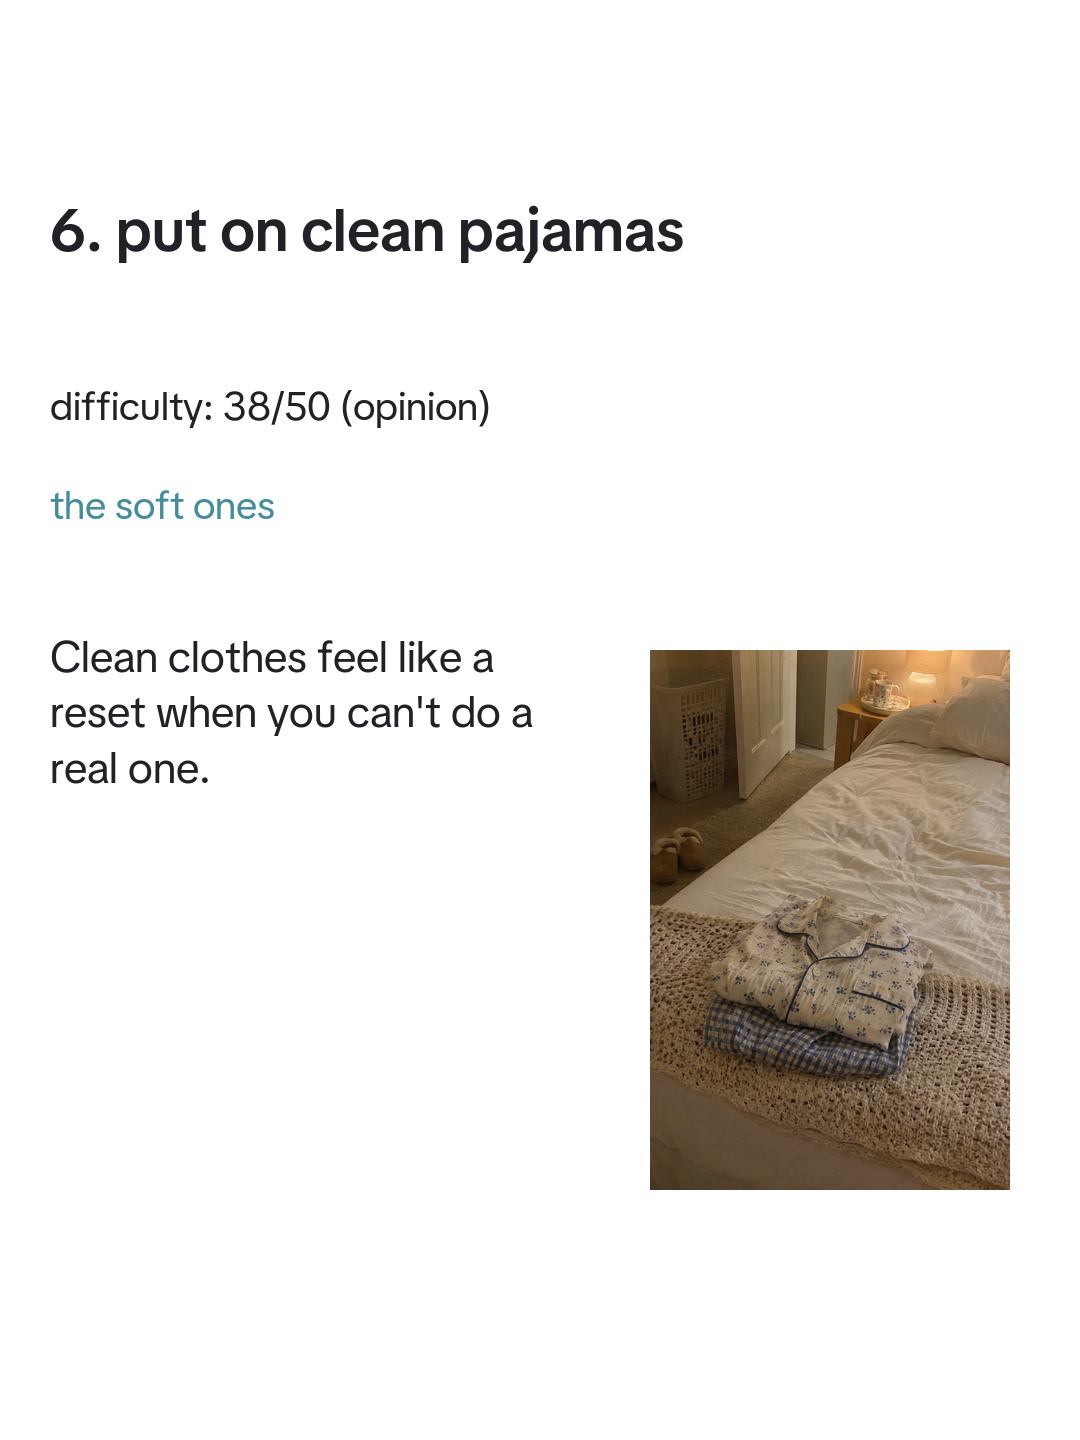 6. put on clean pajamas
difficulty: 38/50 (opinion)
the soft ones
Clean clothes feel like a
reset when you can't do a
real one.